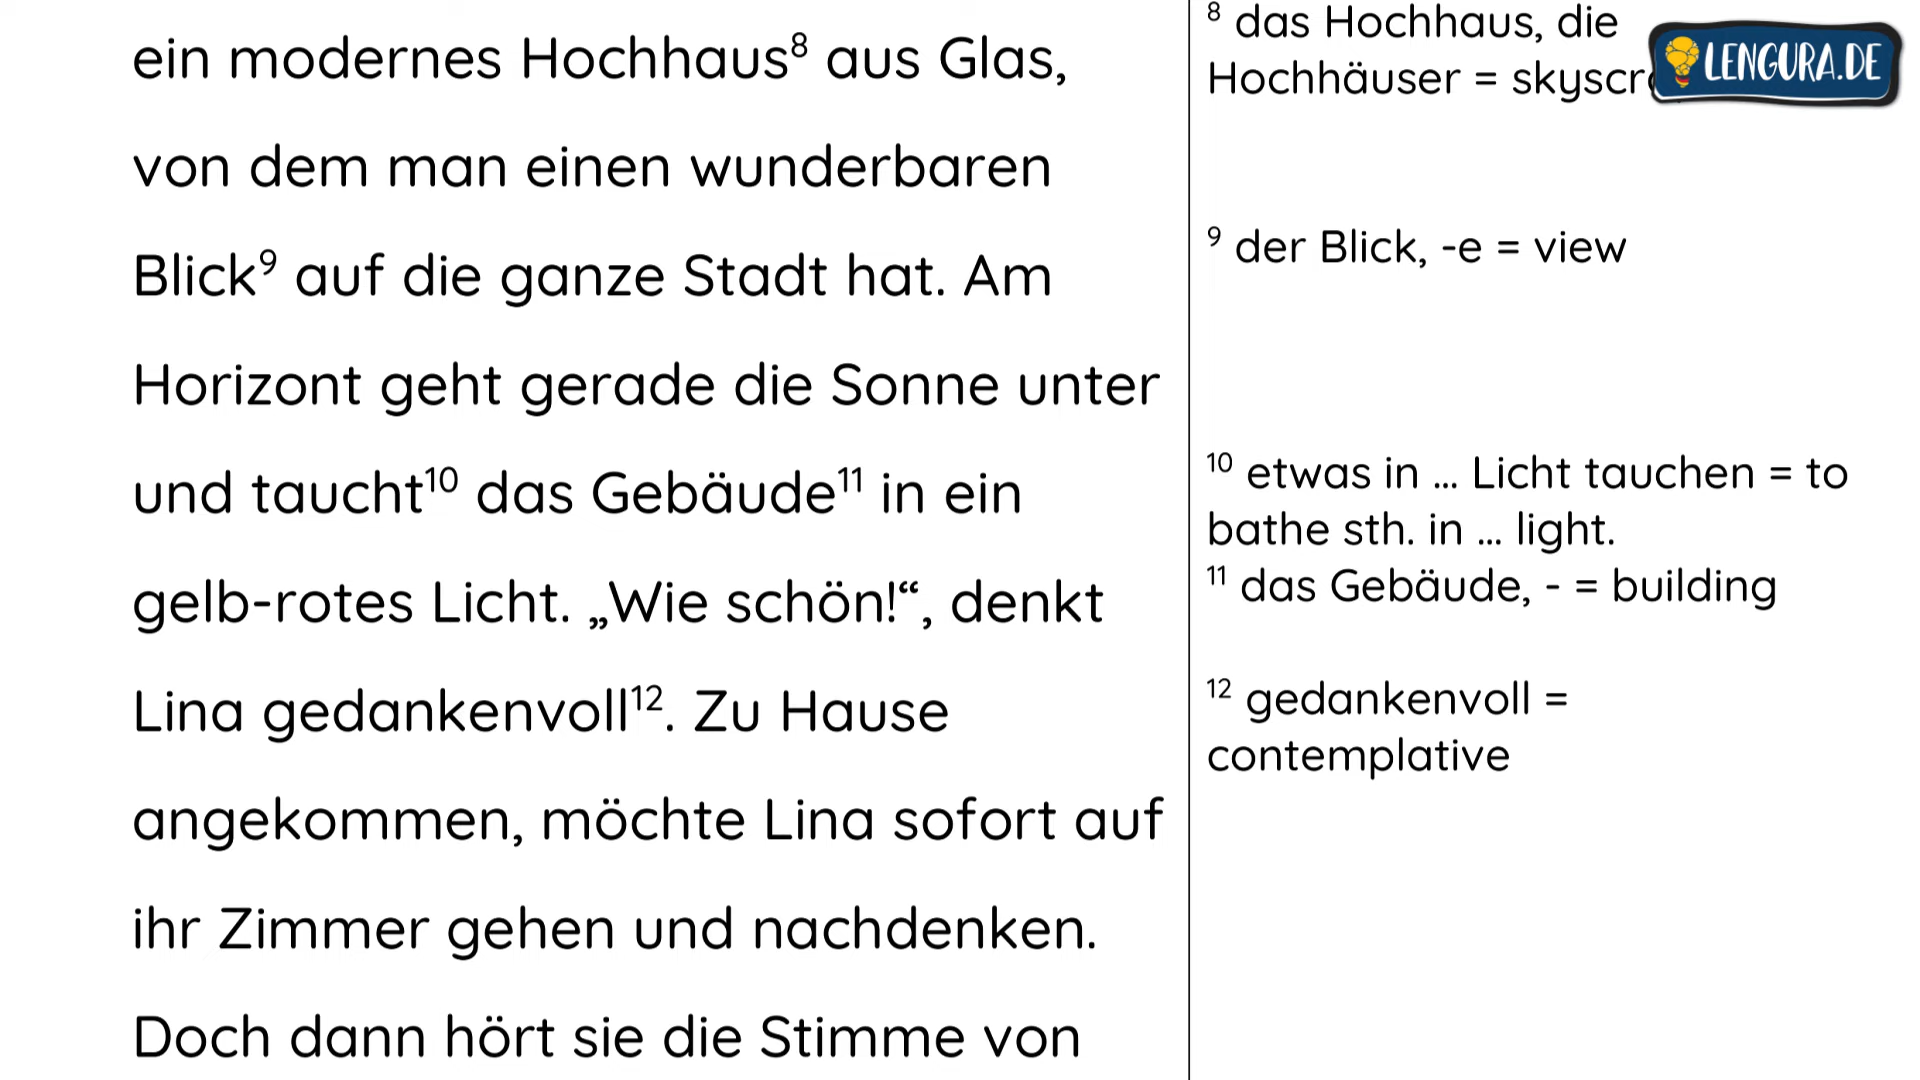 ein modernes Hochhaus⁸ aus Glas,
von dem man einen wunderbaren
Blick⁹ auf die ganze Stadt hat. Am
Horizont geht gerade die Sonne unter
und taucht¹⁰ das Gebäude¹¹ in ein
gelb-rotes Licht. „Wie schön!“, denkt
Lina gedankenvoll¹². Zu Hause
angekommen, möchte Lina sofort auf
ihr Zimmer gehen und nachdenken.
Doch dann hört sie die Stimme von
⁸ das Hochhaus, die
Hochhäuser =
LENGURA.DE
⁹ der Blick, -e = view
¹⁰ etwas in ... Licht tauchen = to
bathe sth. in ... light.
¹¹ das Gebäude, - = building
¹² gedankenvoll =
contemplative